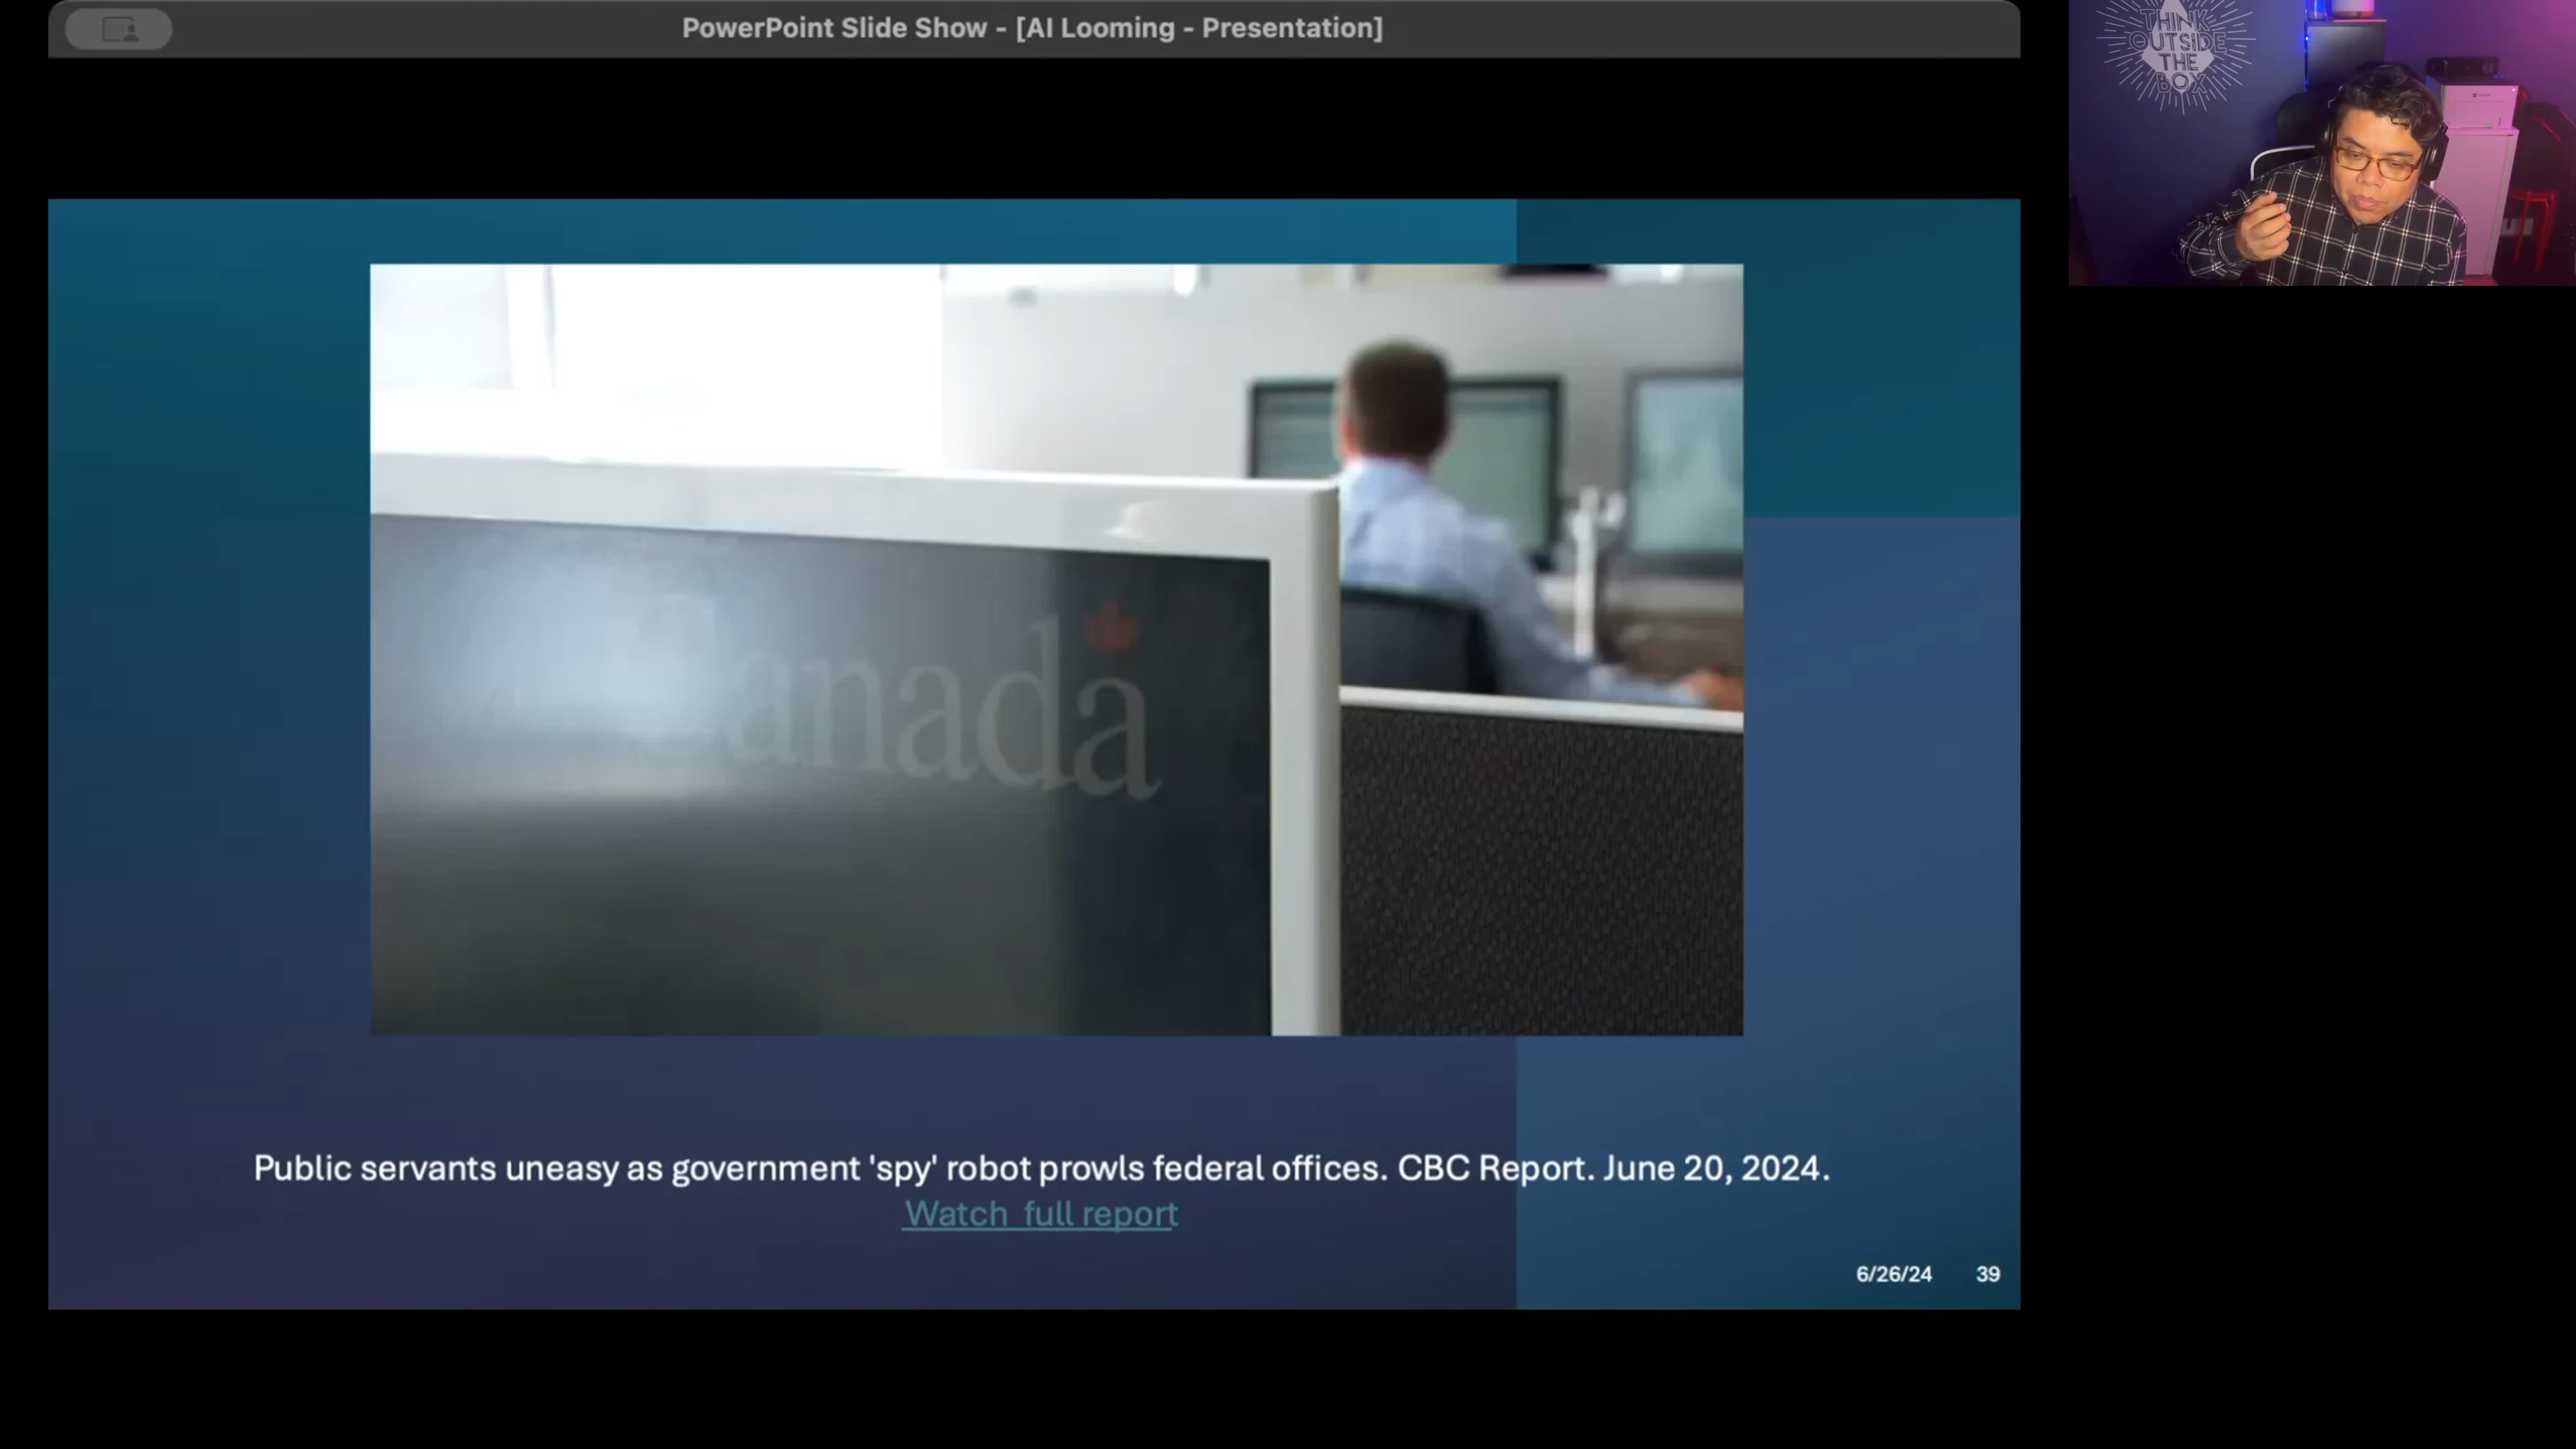 PowerPoint Slide Show - [AI Looming - Presentation]
THINK
OUTSIDE
THE
BOX
Canada
Public servants uneasy as government 'spy' robot prowls federal offices. CBC Report. June 20, 2024.
Watch full report
6/26/24 39